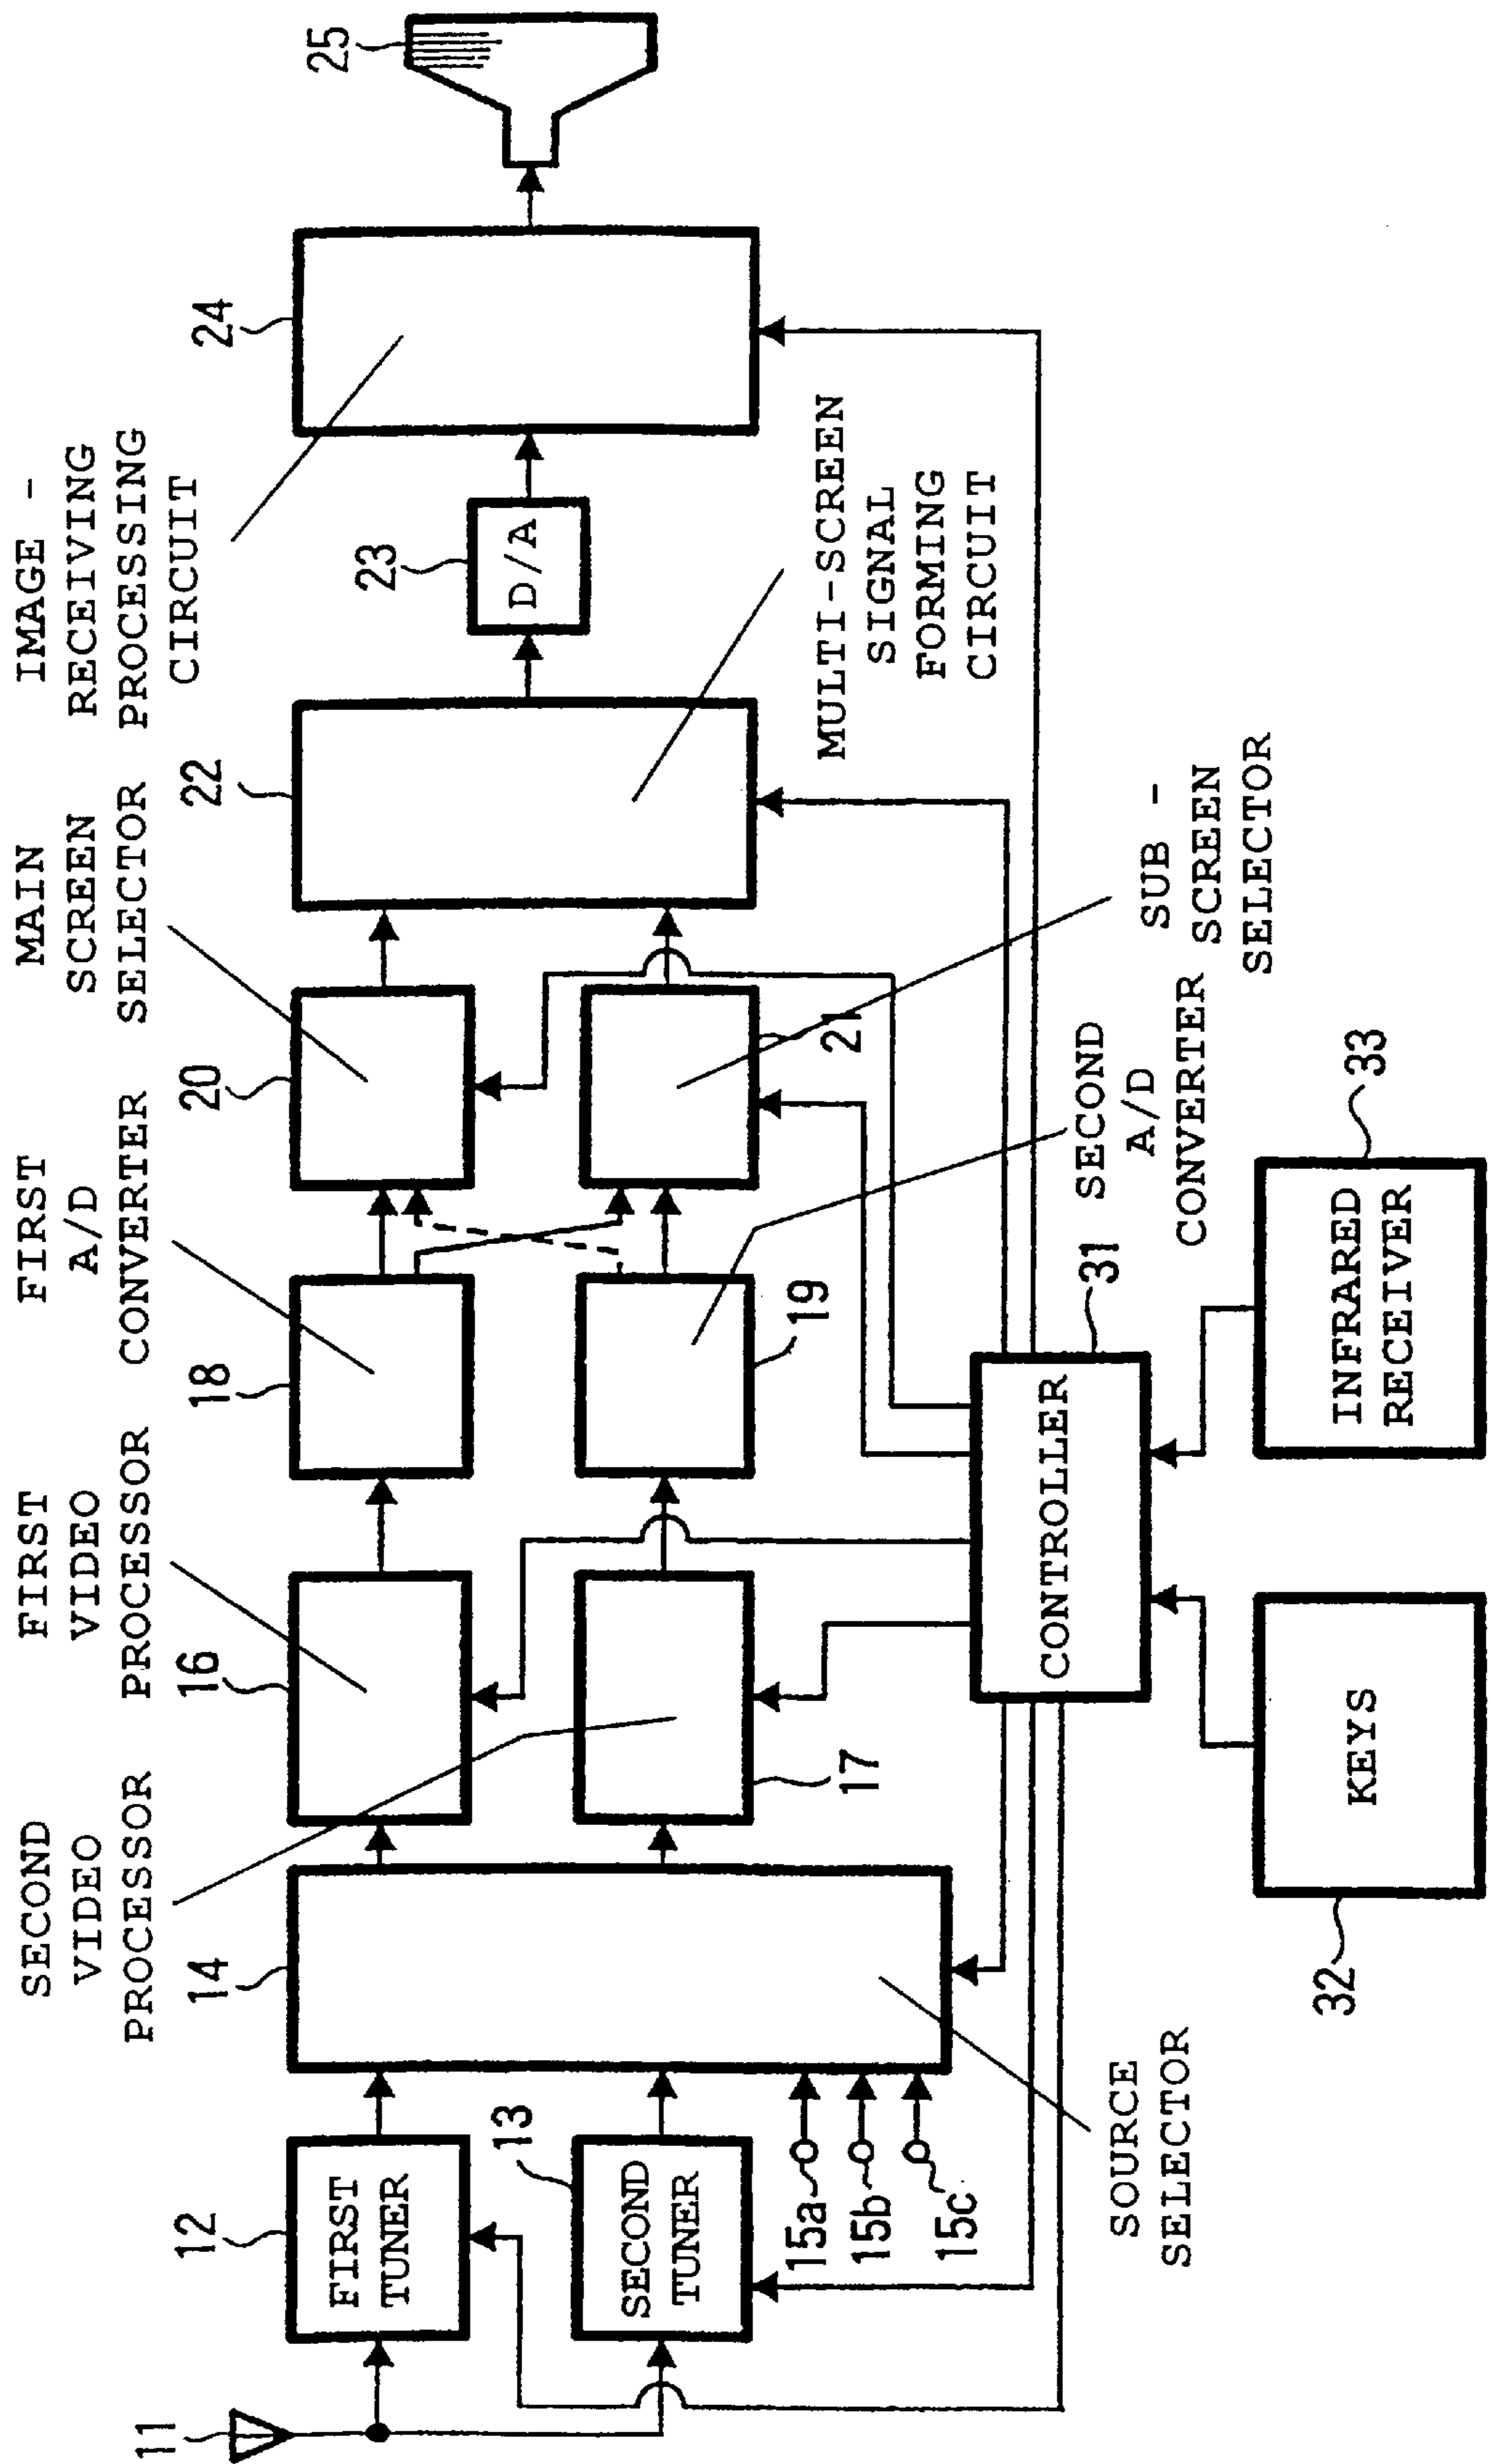 SECOND
VIDEO
PROCESSOR
FIRST
VIDEO
PROCESSOR
FIRST
A/D
CONVERTER
MAIN
SCREEN
SELECTOR
IMAGE -
RECEIVING
PROCESSING
CIRCUIT
11
12
14
16
18
20
22
24
25
FIRST
TUNER
13
SECOND
TUNER
23
D/A
15a
15b
15c
17
19
21
SOURCE
SELECTOR
SECOND
A/D
CONVERTER
SUB -
SCREEN
SELECTOR
MULTI-SCREEN
SIGNAL
FORMING
CIRCUIT
31
CONTROLLER
32
KEYS
33
INFRARED
RECEIVER